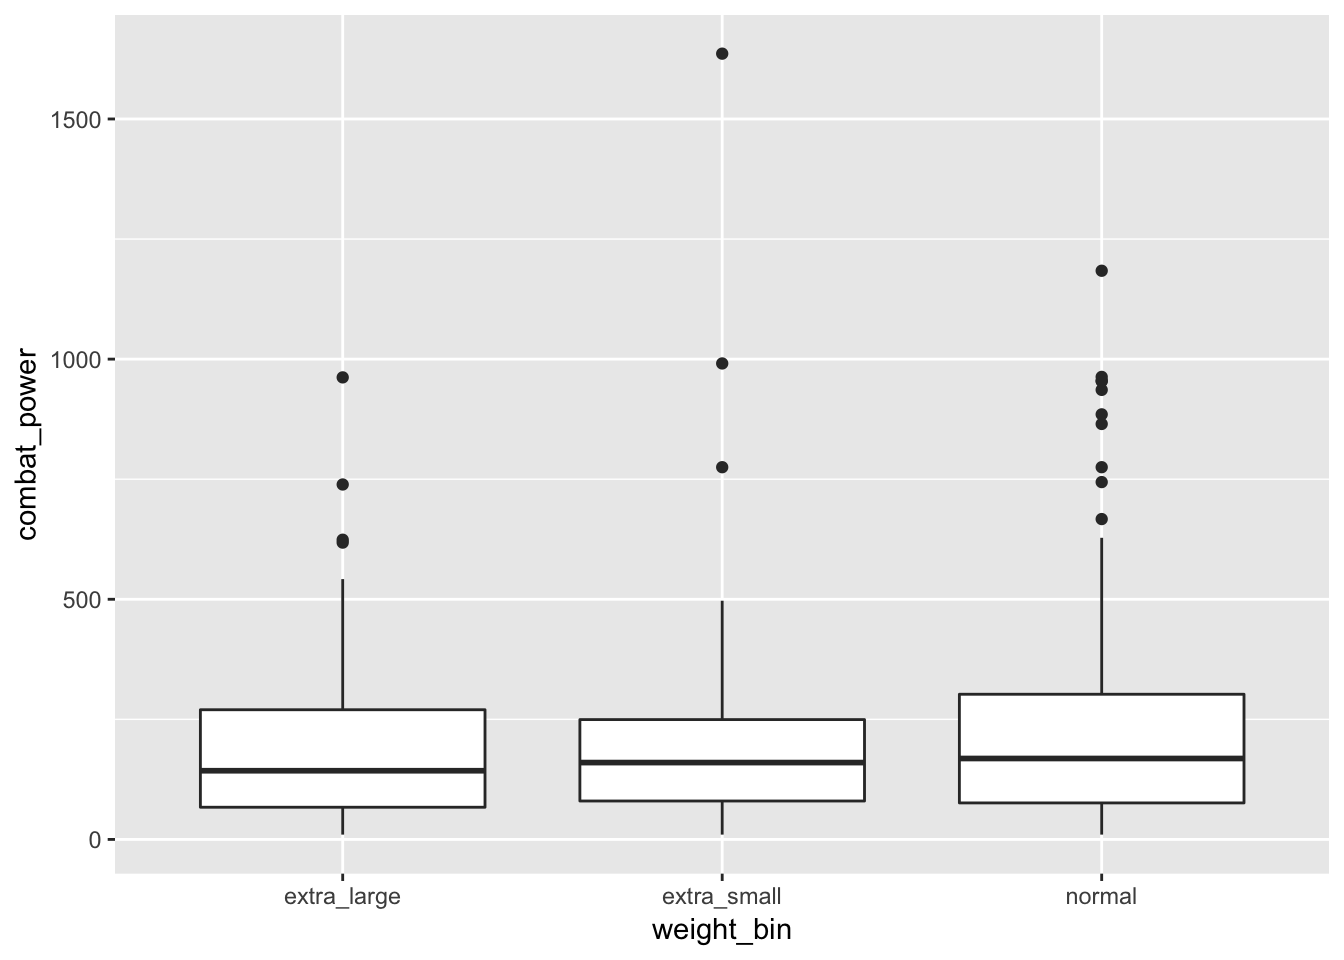 combat_power
1500
1000
500
0
extra_large
extra_small
normal
weight_bin